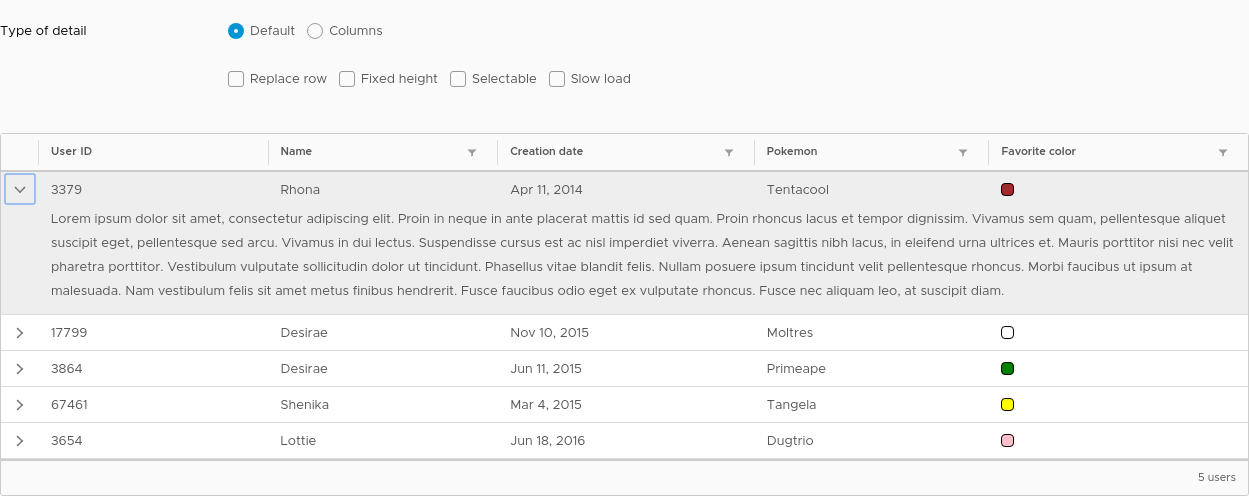 Type of detail Default Columns
Replace row Fixed height Selectable Slow load
User ID Name Creation date Pokemon Favorite color
3379 Rhona Apr 11, 2014 Tentacool
Lorem ipsum dolor sit amet, consectetur adipiscing elit. Proin in neque in ante placerat mattis id sed quam. Proin rhoncus lacus et tempor dignissim. Vivamus sem quam, pellentesque aliquet
suscipit eget, pellentesque sed arcu. Vivamus in dui lectus. Suspendisse cursus est ac nisl imperdiet viverra. Aenean sagittis nibh lacus, in eleifend urna ultrices et. Mauris porttitor nisi nec velit
pharetra porttitor. Vestibulum vulputate sollicitudin dolor ut tincidunt. Phasellus vitae blandit felis. Nullam posuere ipsum tincidunt velit pellentesque rhoncus. Morbi faucibus ut ipsum at
malesuada. Nam vestibulum felis sit amet metus finibus hendrerit. Fusce faucibus odio eget ex vulputate rhoncus. Fusce nec aliquam leo, at suscipit diam.
17799 Desirae Nov 10, 2015 Moltres
3864 Desirae Jun 11, 2015 Primeape
67461 Shenika Mar 4, 2015 Tangela
3654 Lottie Jun 18, 2016 Dugtrio
5 users